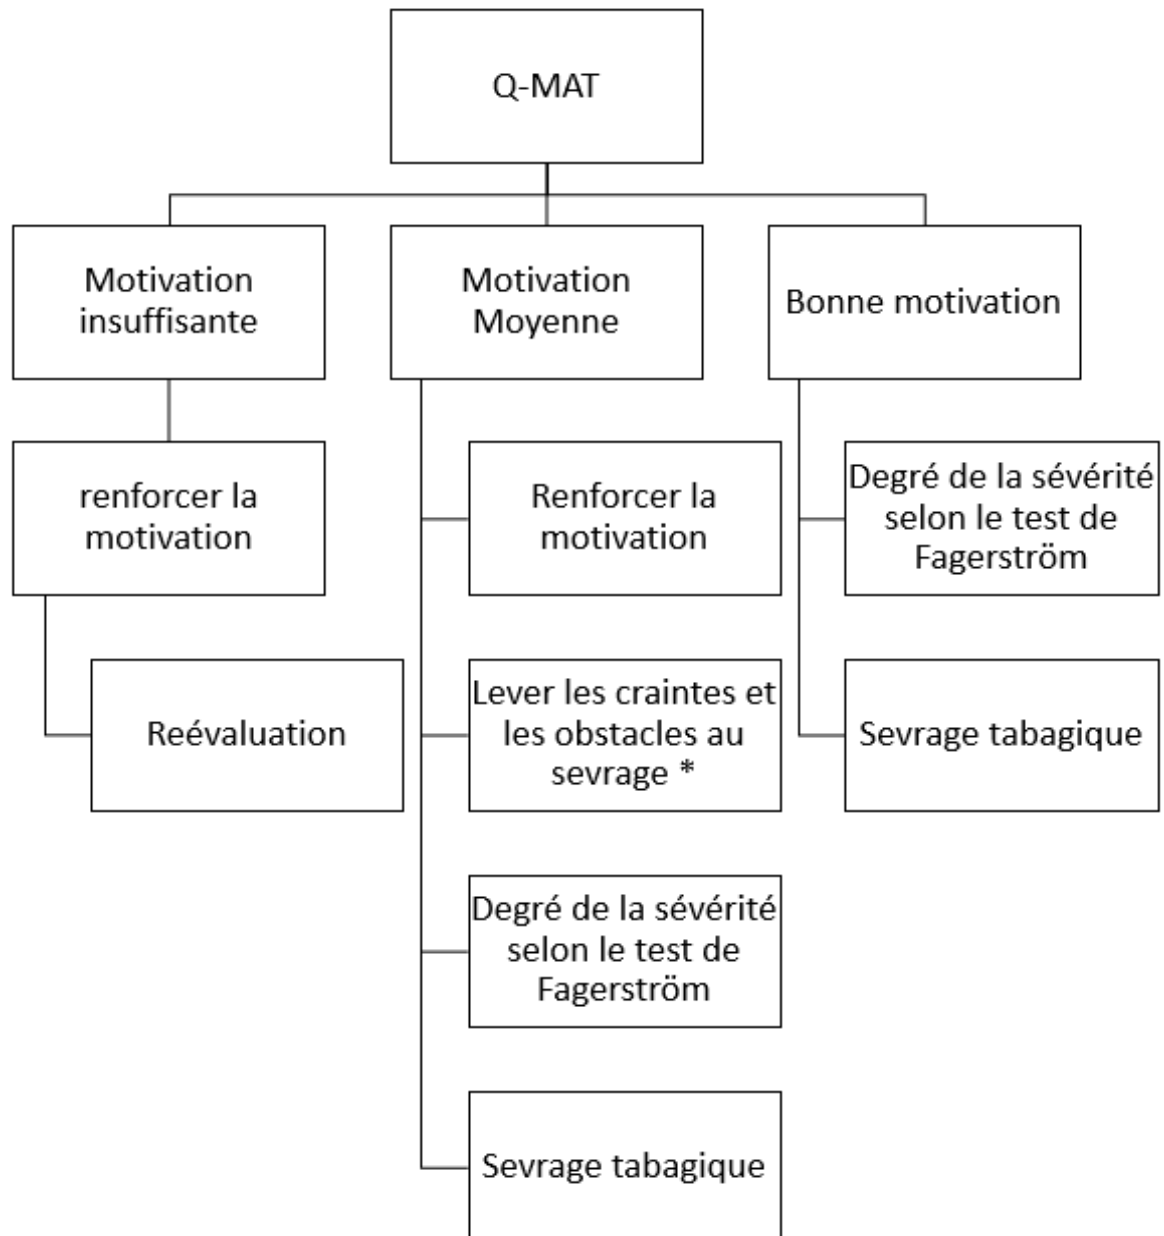 Q-MAT
Motivation
insuffisante
Motivation
Moyenne
Bonne motivation
renforcer la
motivation
Renforcer la
motivation
Degré de la sévérité
selon le test de
Fagerström
Reévaluation
Lever les craintes et
les obstacles au
sevrage *
Sevrage tabagique
Degré de la sévérité
selon le test de
Fagerström
Sevrage tabagique